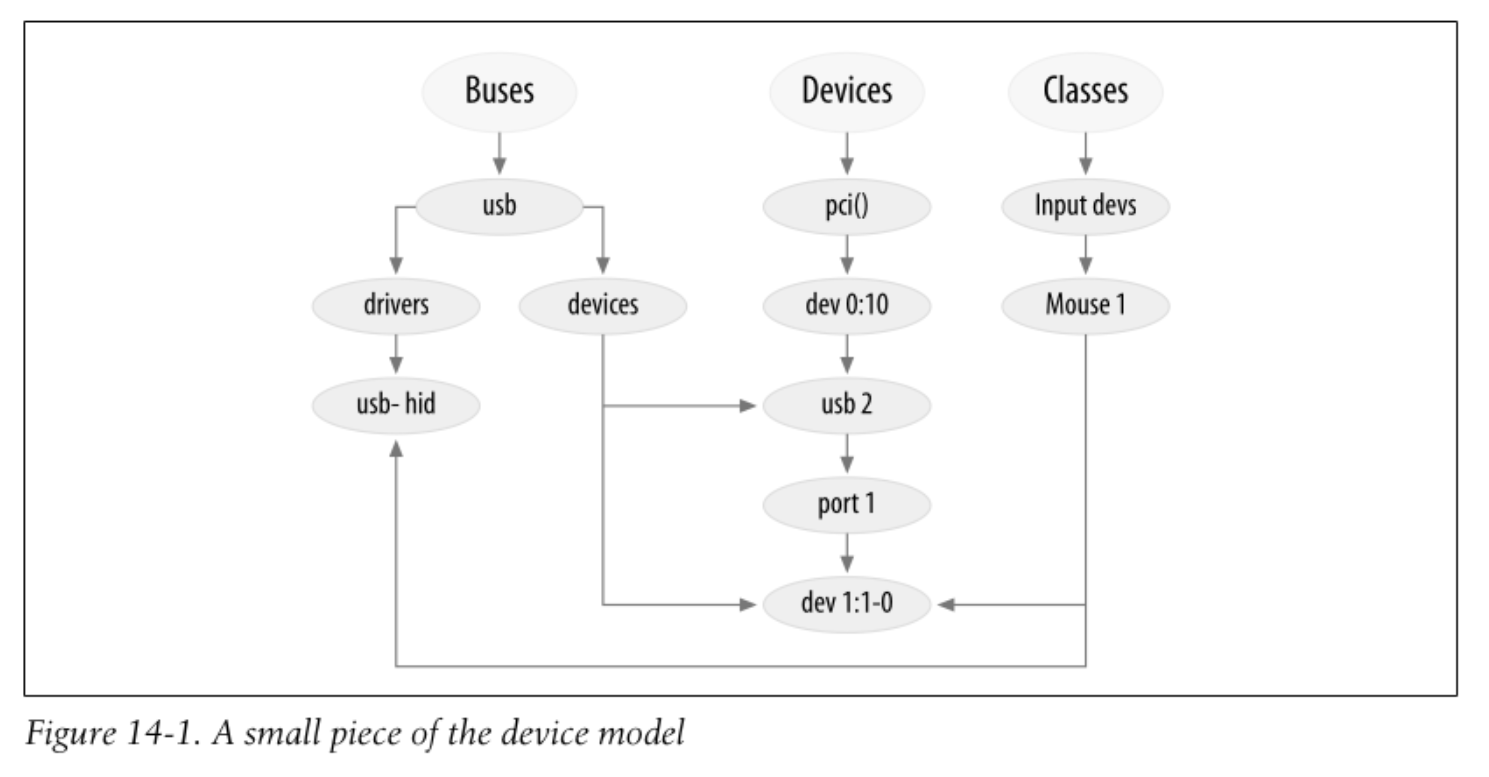 Buses
Devices
Classes
usb
pci()
Input devs
drivers
devices
dev 0:10
Mouse 1
usb- hid
usb 2
port 1
dev 1:1-0
Figure 14-1. A small piece of the device model